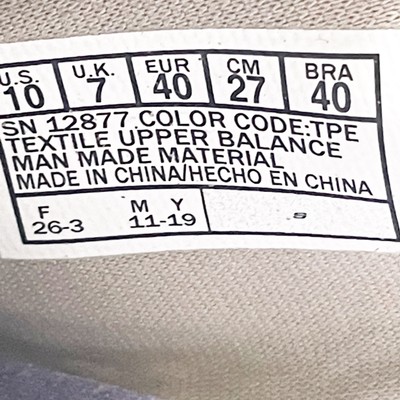 U.S. U.K. EUR CM BRA
10 7 40 27 40
SN 12877 COLOR CODE:TPE
TEXTILE UPPER BALANCE
MAN MADE MATERIAL
MADE IN CHINA/HECHO EN CHINA
F M Y
26-3 11-19 s